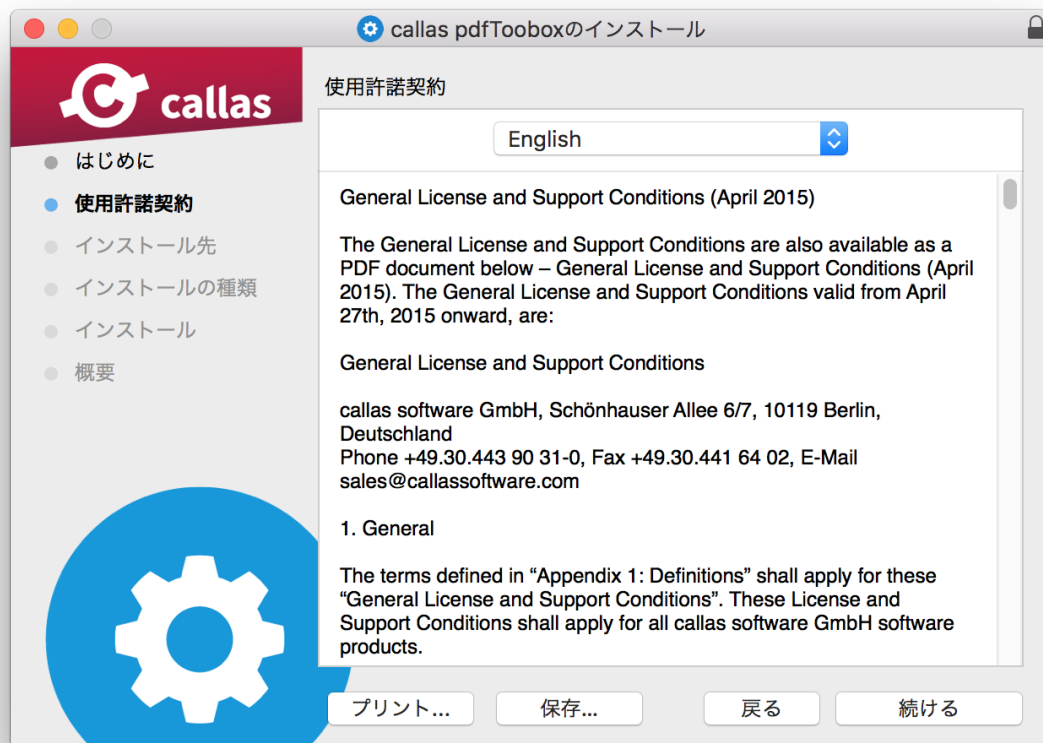 callas pdfTooboxのインストール
callas
使用許諾契約
はじめに
使用許諾契約
インストール先
インストールの種類
インストール
概要
English
General License and Support Conditions (April 2015)
The General License and Support Conditions are also available as a
PDF document below – General License and Support Conditions (April
2015). The General License and Support Conditions valid from April
27th, 2015 onward, are:
General License and Support Conditions
callas software GmbH, Schönhauser Allee 6/7, 10119 Berlin,
Deutschland
Phone +49.30.443 90 31-0, Fax +49.30.441 64 02, E-Mail
sales@callassoftware.com
1. General
The terms defined in “Appendix 1: Definitions” shall apply for these
“General License and Support Conditions”. These License and
Support Conditions shall apply for all callas software GmbH software
products.
プリント...
保存...
戻る
続ける